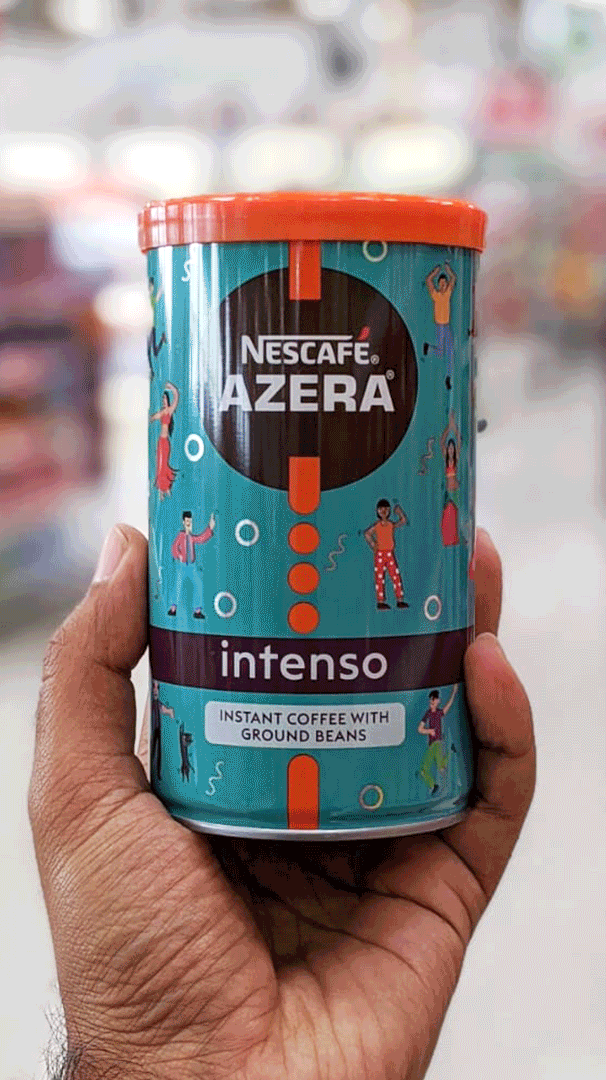 NESCAFÉ®
AZERA®
intenso
INSTANT COFFEE WITH
GROUND BEANS